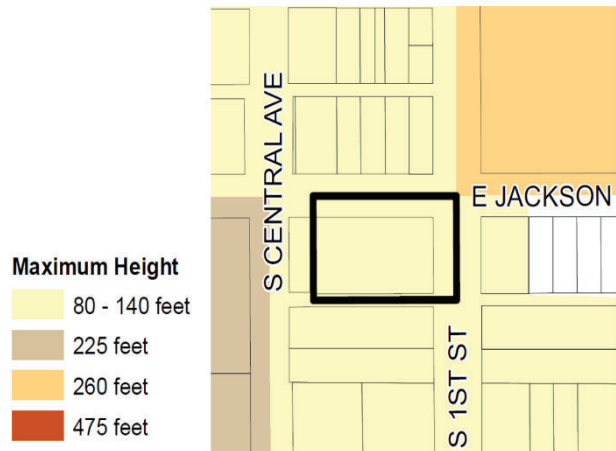 S CENTRAL AVE
E JACKSON
S 1ST ST
Maximum Height
80 - 140 feet
225 feet
260 feet
475 feet